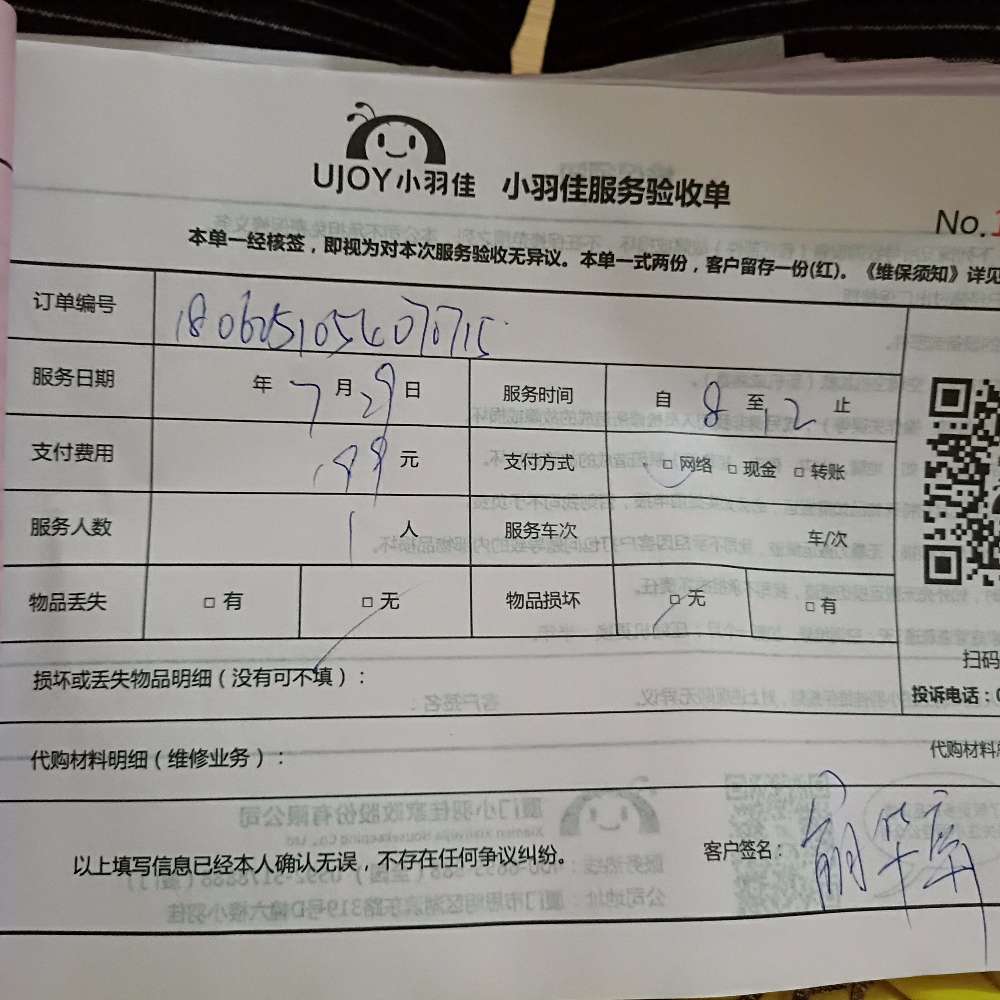 UJOY小羽佳 小羽佳服务验收单
No.1
本单一经核签，即视为对本次服务验收无异议。本单一式两份，客户留存一份(红)。《维保须知》详见
订单编号
服务日期 年 7 月 29 日 服务时间 自 8 至 12 止
支付费用 199 元 支付方式 □ 网络 □ 现金 □ 转账
服务人数 1 人 服务车次 车/次
物品丢失 □ 有 □ 无 物品损坏 □ 无 □ 有
扫码
损坏或丢失物品明细（没有可不填）：
投诉电话：0
代购材料明细（维修业务）：
代购材料
以上填写信息已经本人确认无误，不存在任何争议纠纷。 客户签名：